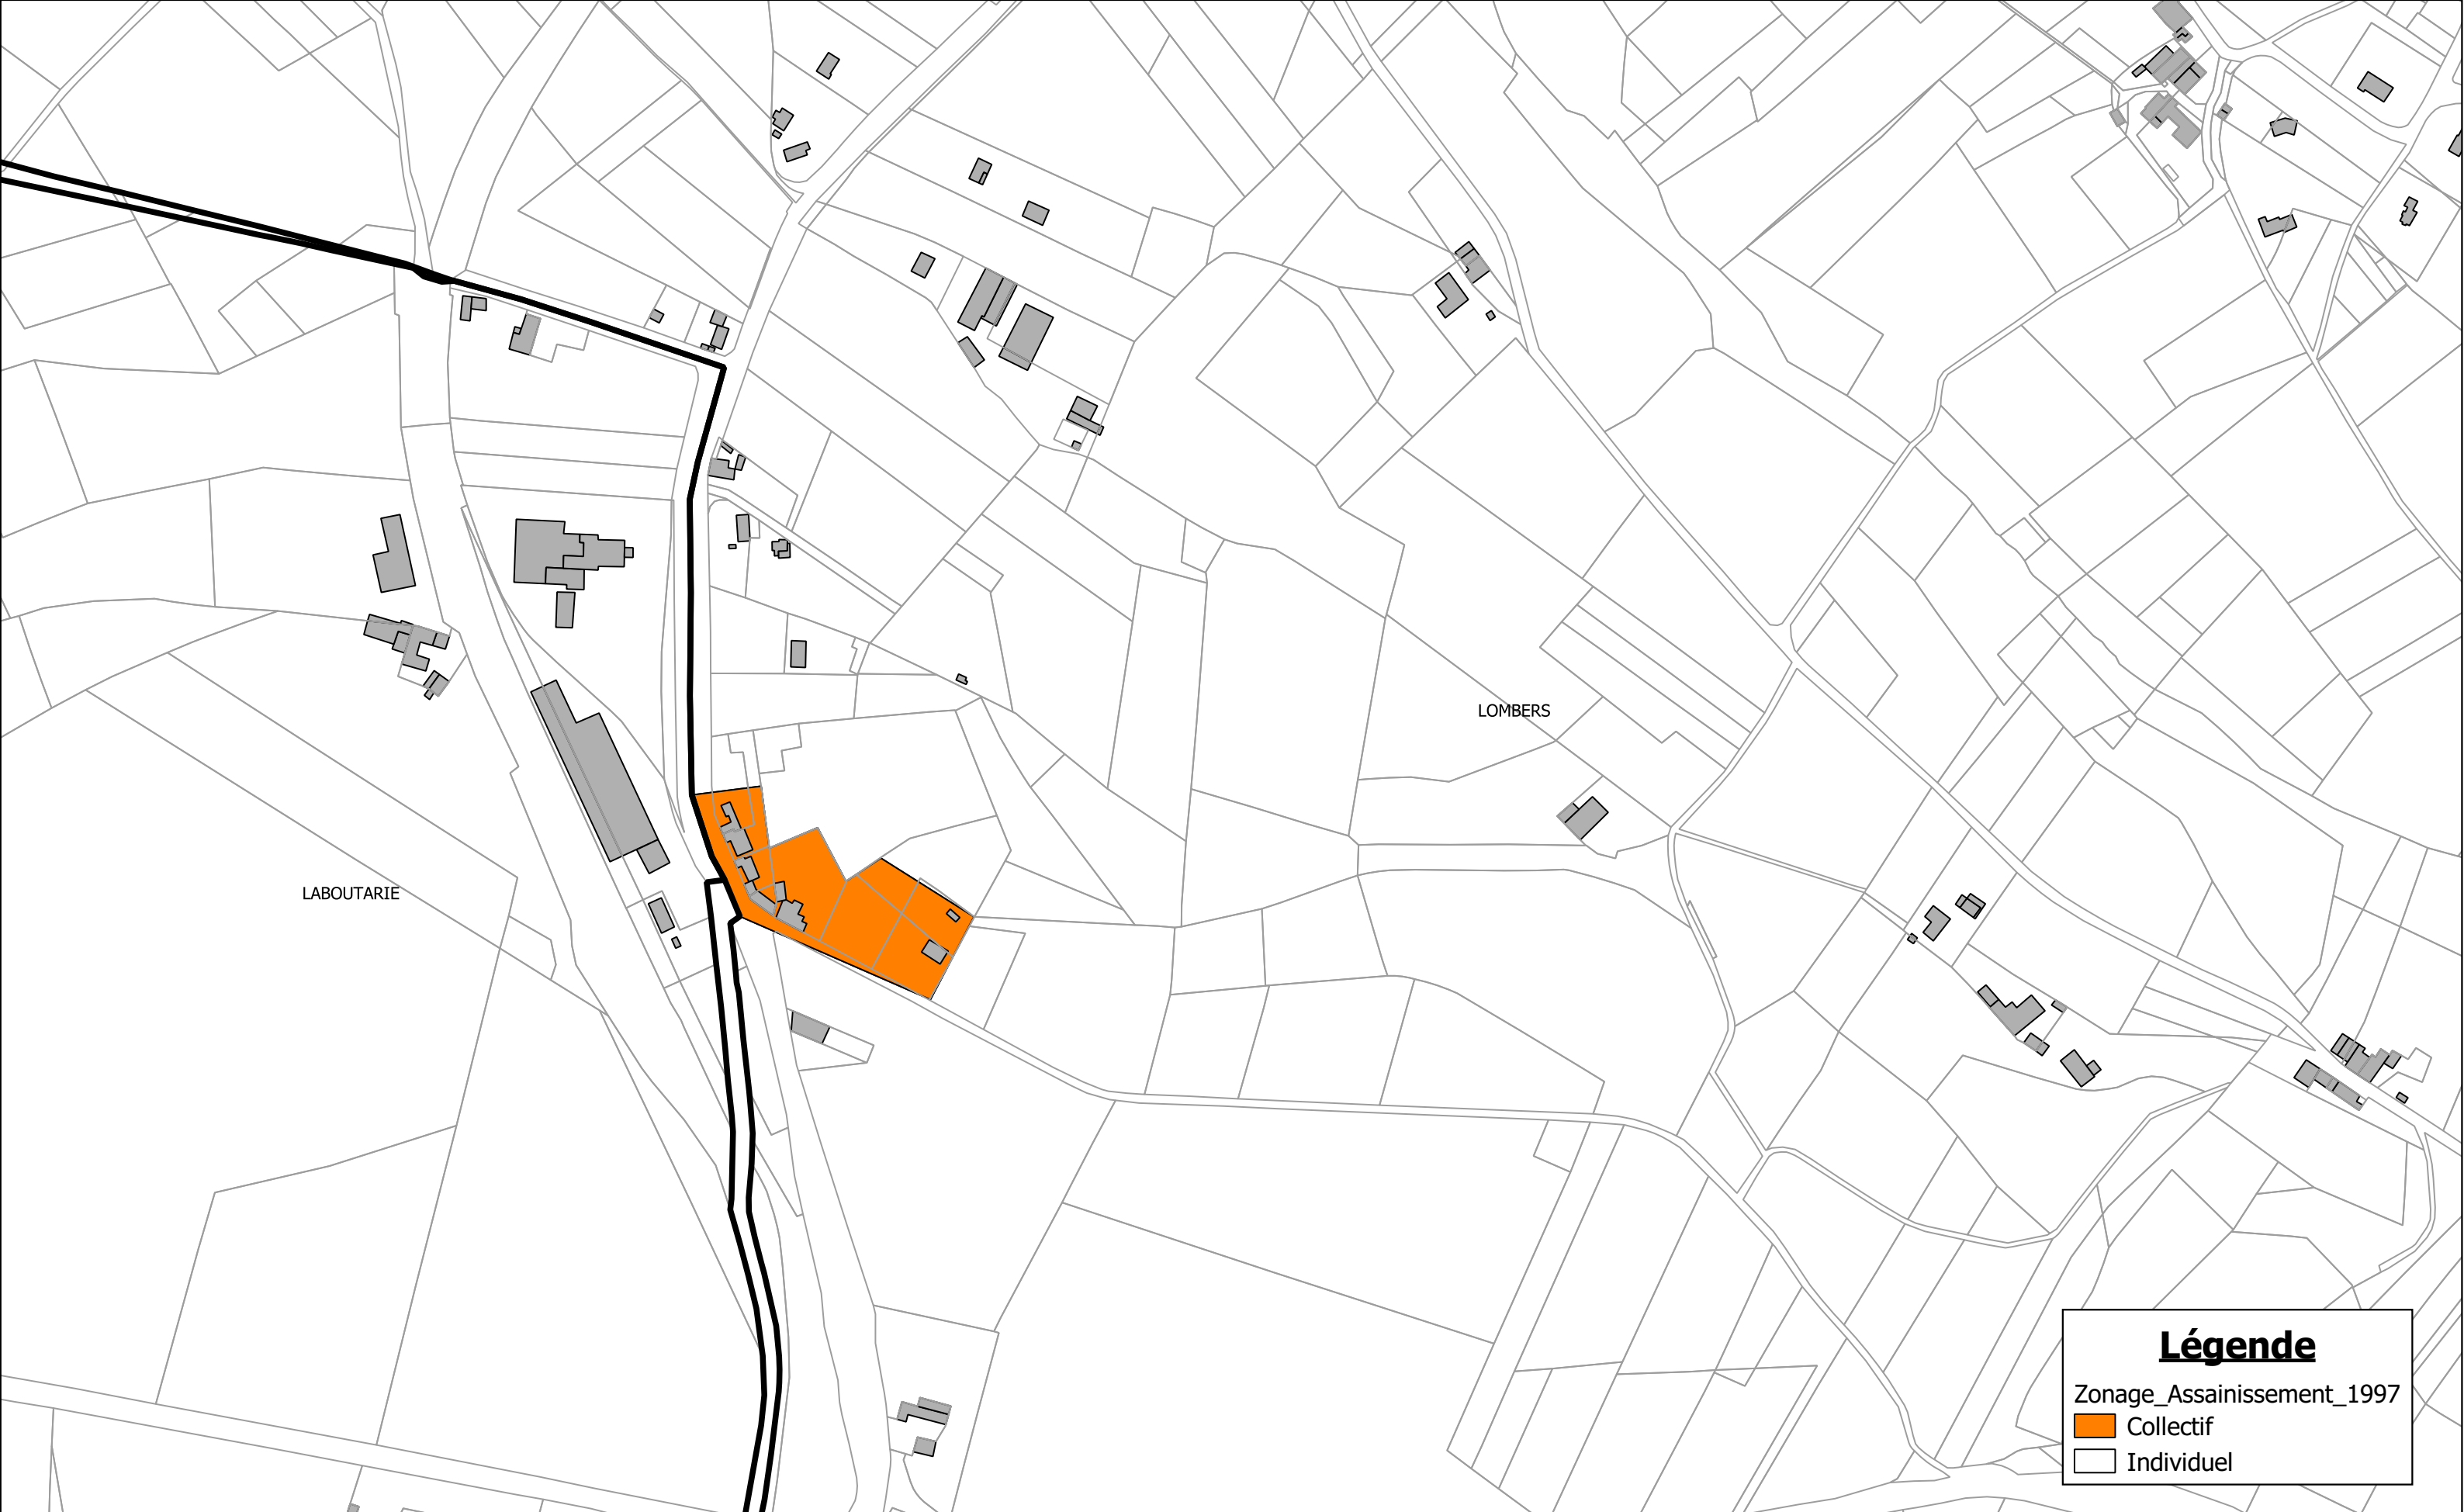 LOMBERS
LABOUTARIE
Légende
Zonage_Assainissement_1997
Collectif
Individuel